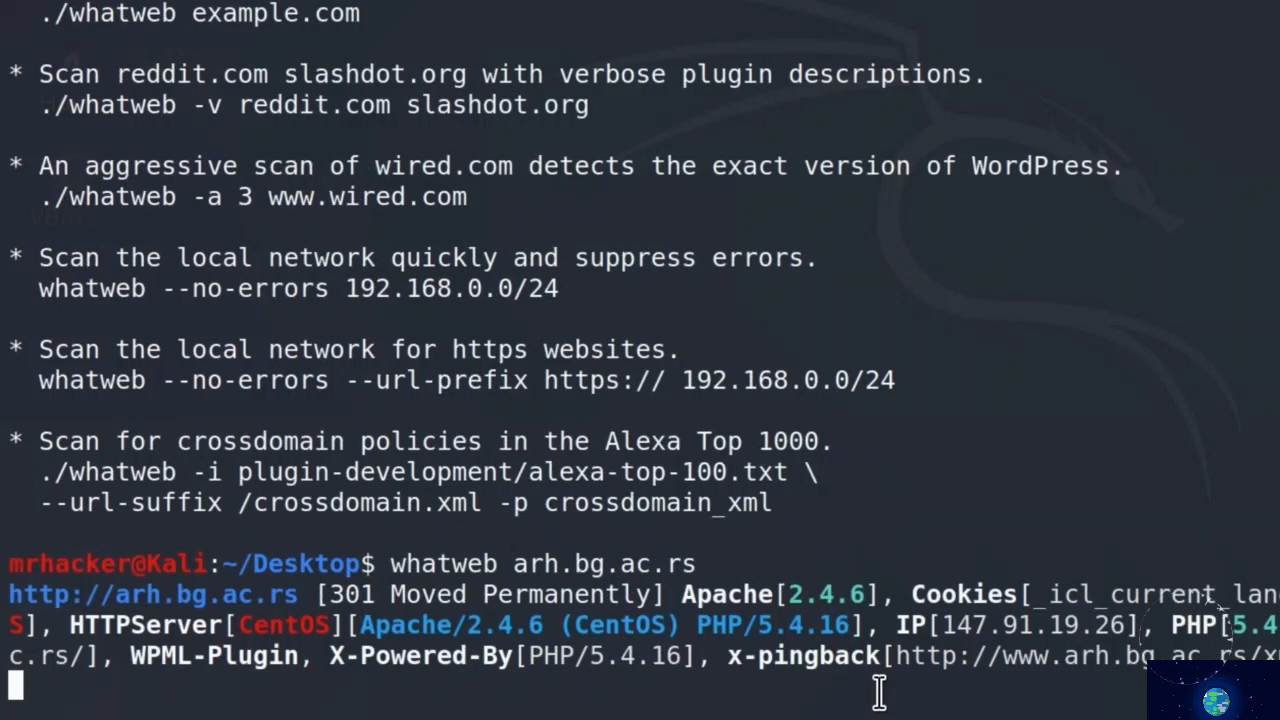 ./whatweb example.com
* Scan reddit.com slashdot.org with verbose plugin descriptions.
./whatweb -v reddit.com slashdot.org
* An aggressive scan of wired.com detects the exact version of WordPress.
./whatweb -a 3 www.wired.com
* Scan the local network quickly and suppress errors.
whatweb --no-errors 192.168.0.0/24
* Scan the local network for https websites.
whatweb --no-errors --url-prefix https:// 192.168.0.0/24
* Scan for crossdomain policies in the Alexa Top 1000.
./whatweb -i plugin-development/alexa-top-100.txt \
--url-suffix /crossdomain.xml -p crossdomain_xml
mrhacker@Kali:~/Desktop$ whatweb arh.bg.ac.rs
http://arh.bg.ac.rs [301 Moved Permanently] Apache[2.4.6], Cookies[_icl_current_lan
S], HTTPServer[CentOS][Apache/2.4.6 (CentOS) PHP/5.4.16], IP[147.91.19.26], PHP[5.4
c.rs/], WPML-Plugin, X-Powered-By[PHP/5.4.16], x-pingback[http://www.arh.bg.ac.rs/x